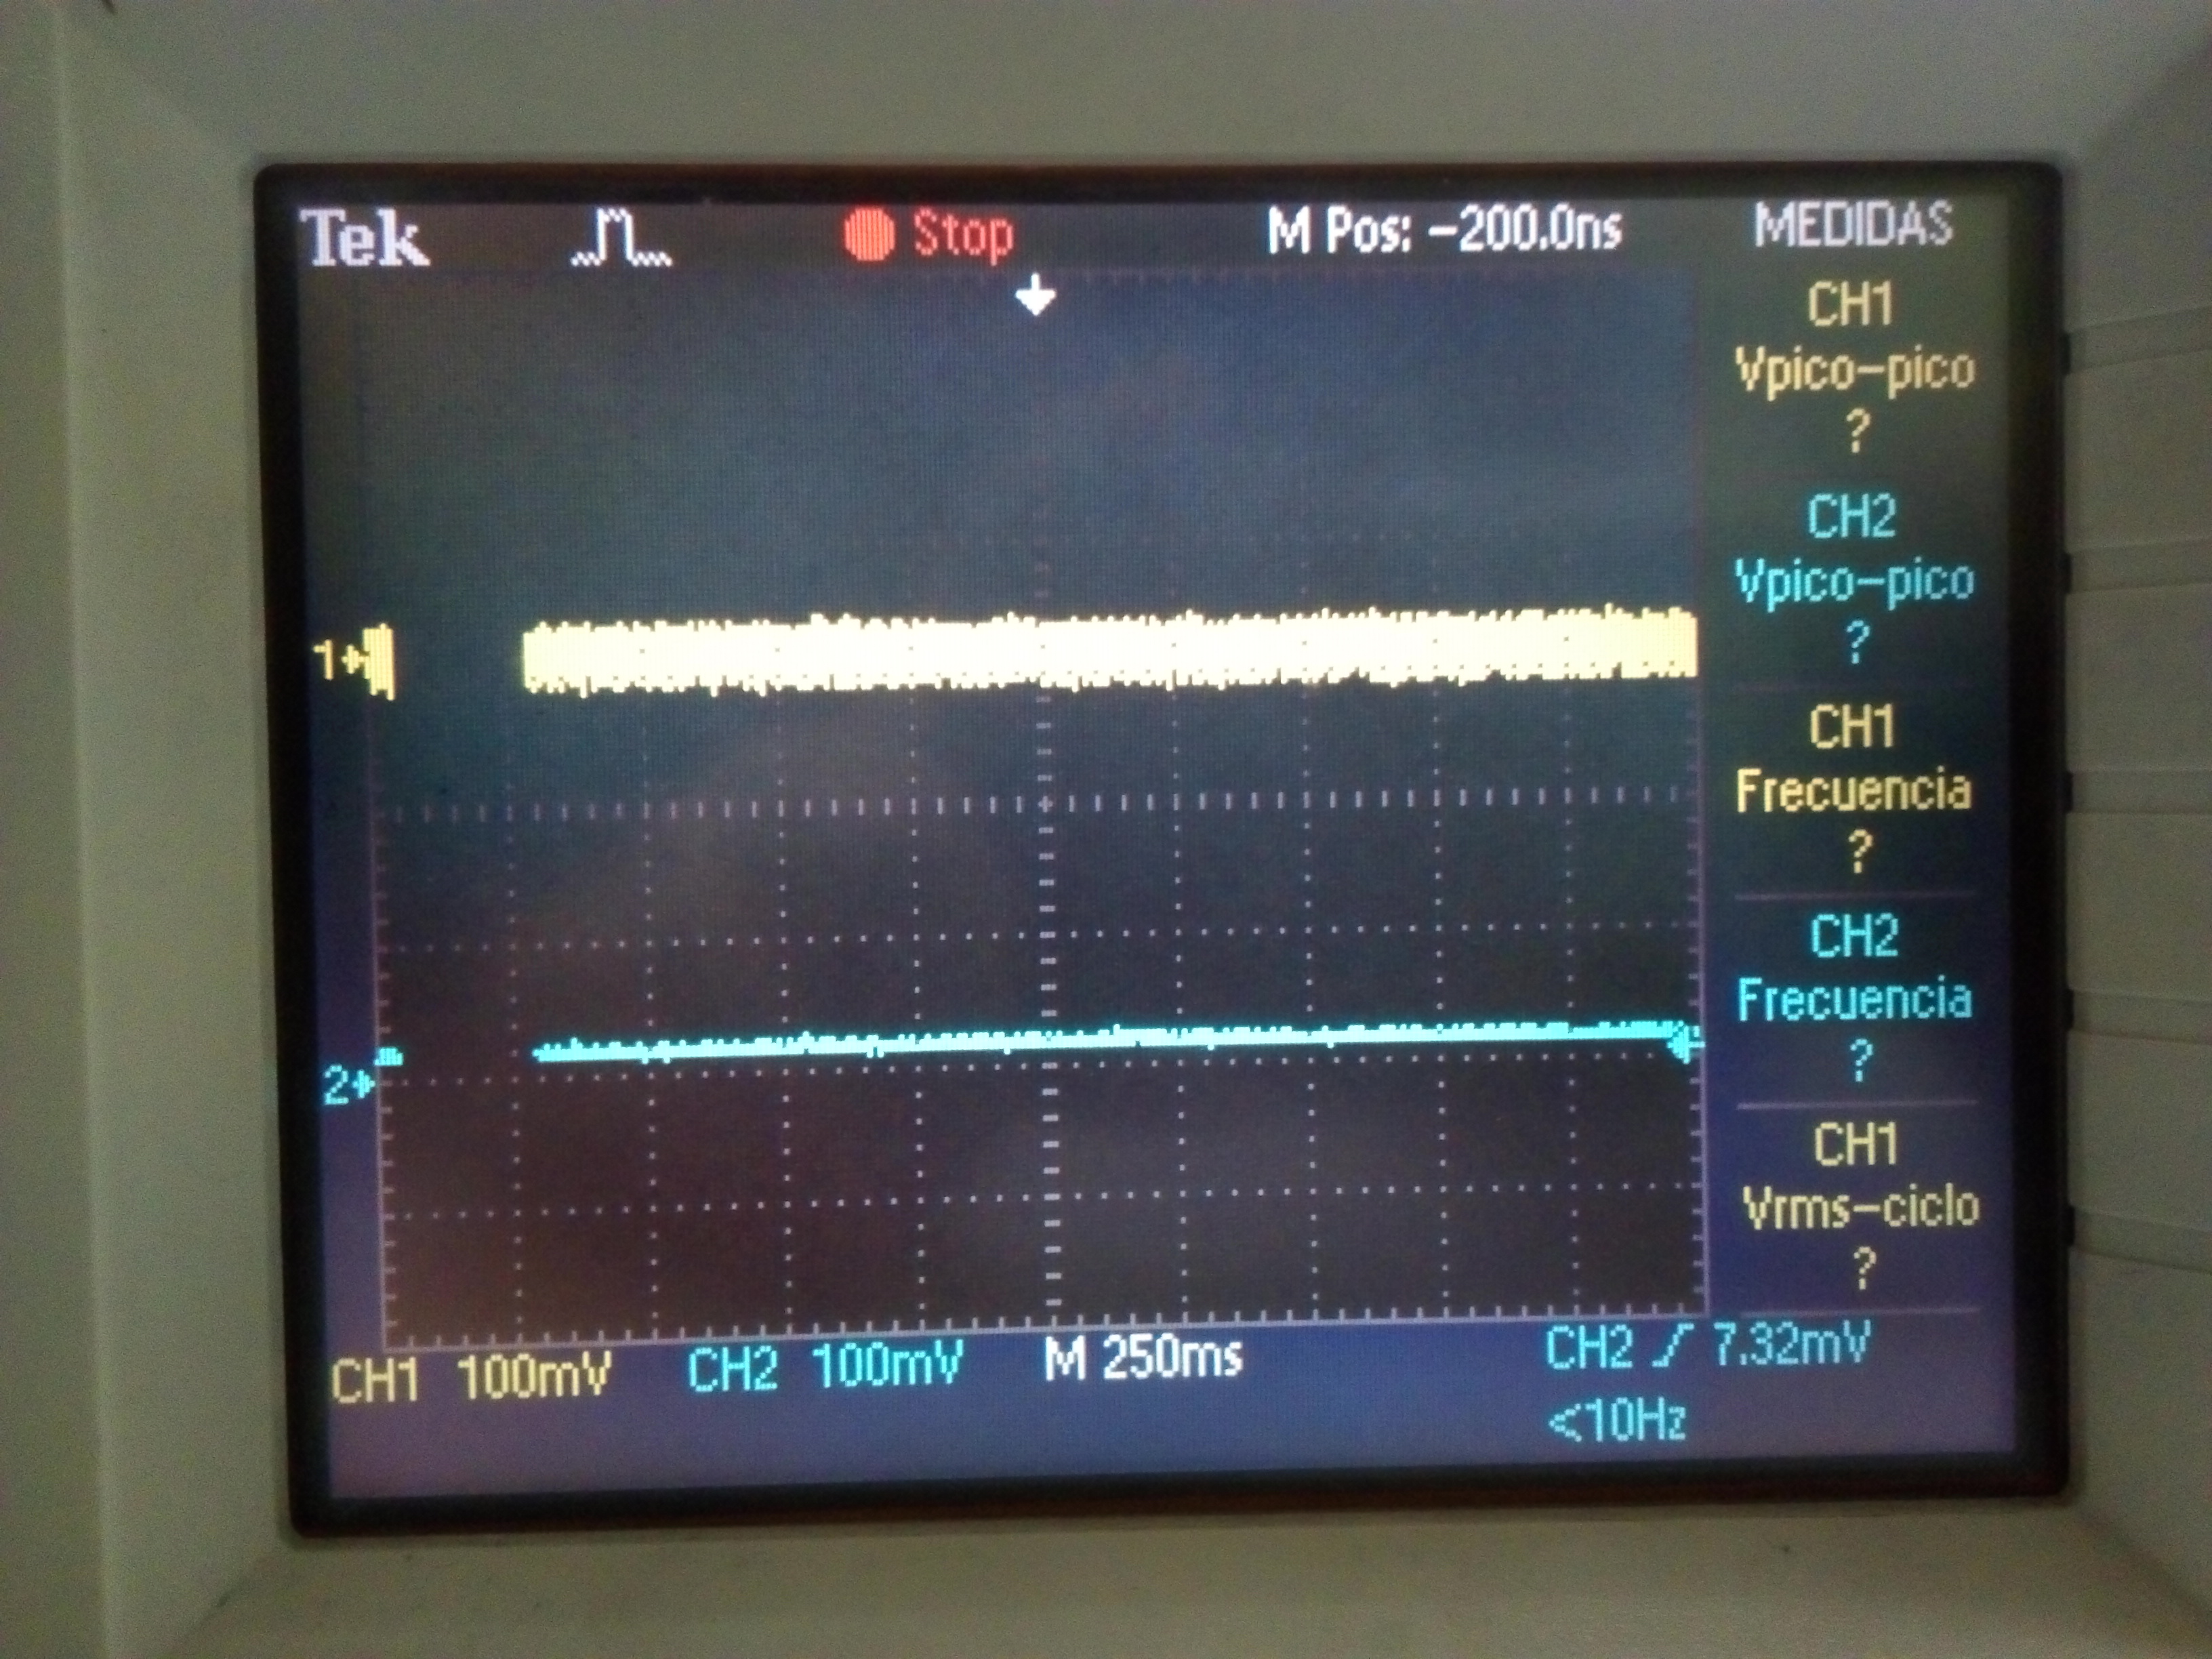 Tek Stop M Pos: -200.0ns MEDIDAS
CH1
Vpico-pico
?
CH2
Vpico-pico
?
CH1
Frecuencia
?
CH2
Frecuencia
?
CH1
Vrms-ciclo
?
1
2
CH1 100mV CH2 100mV M 250ms CH2 7.32mV
<10Hz